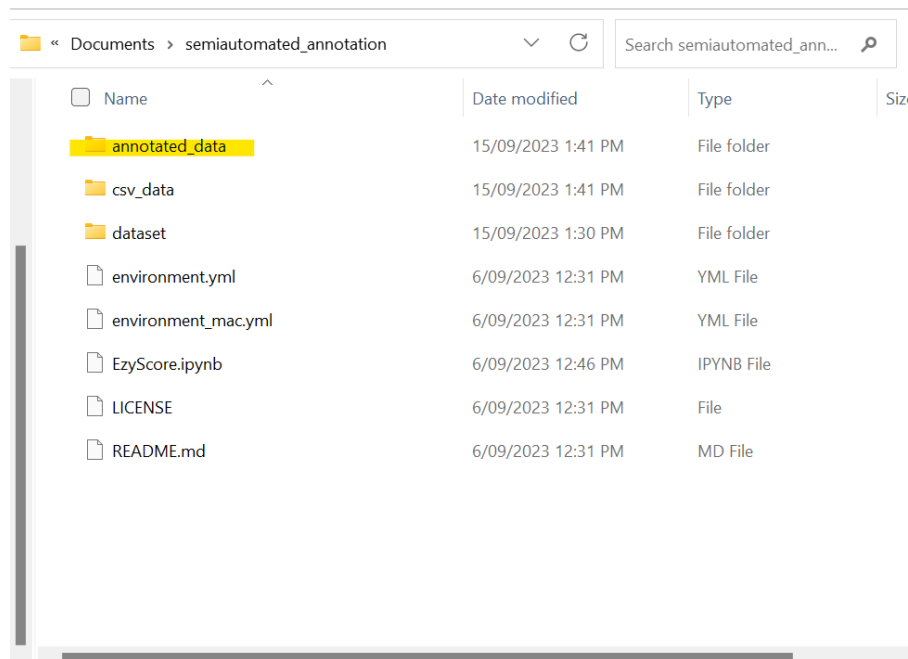 « Documents > semiautomated_annotation
Search semiautomated_ann...
Name Date modified Type Siz
annotated_data 15/09/2023 1:41 PM File folder
csv_data 15/09/2023 1:41 PM File folder
dataset 15/09/2023 1:30 PM File folder
environment.yml 6/09/2023 12:31 PM YML File
environment_mac.yml 6/09/2023 12:31 PM YML File
EzyScore.ipynb 6/09/2023 12:46 PM IPYNB File
LICENSE 6/09/2023 12:31 PM File
README.md 6/09/2023 12:31 PM MD File